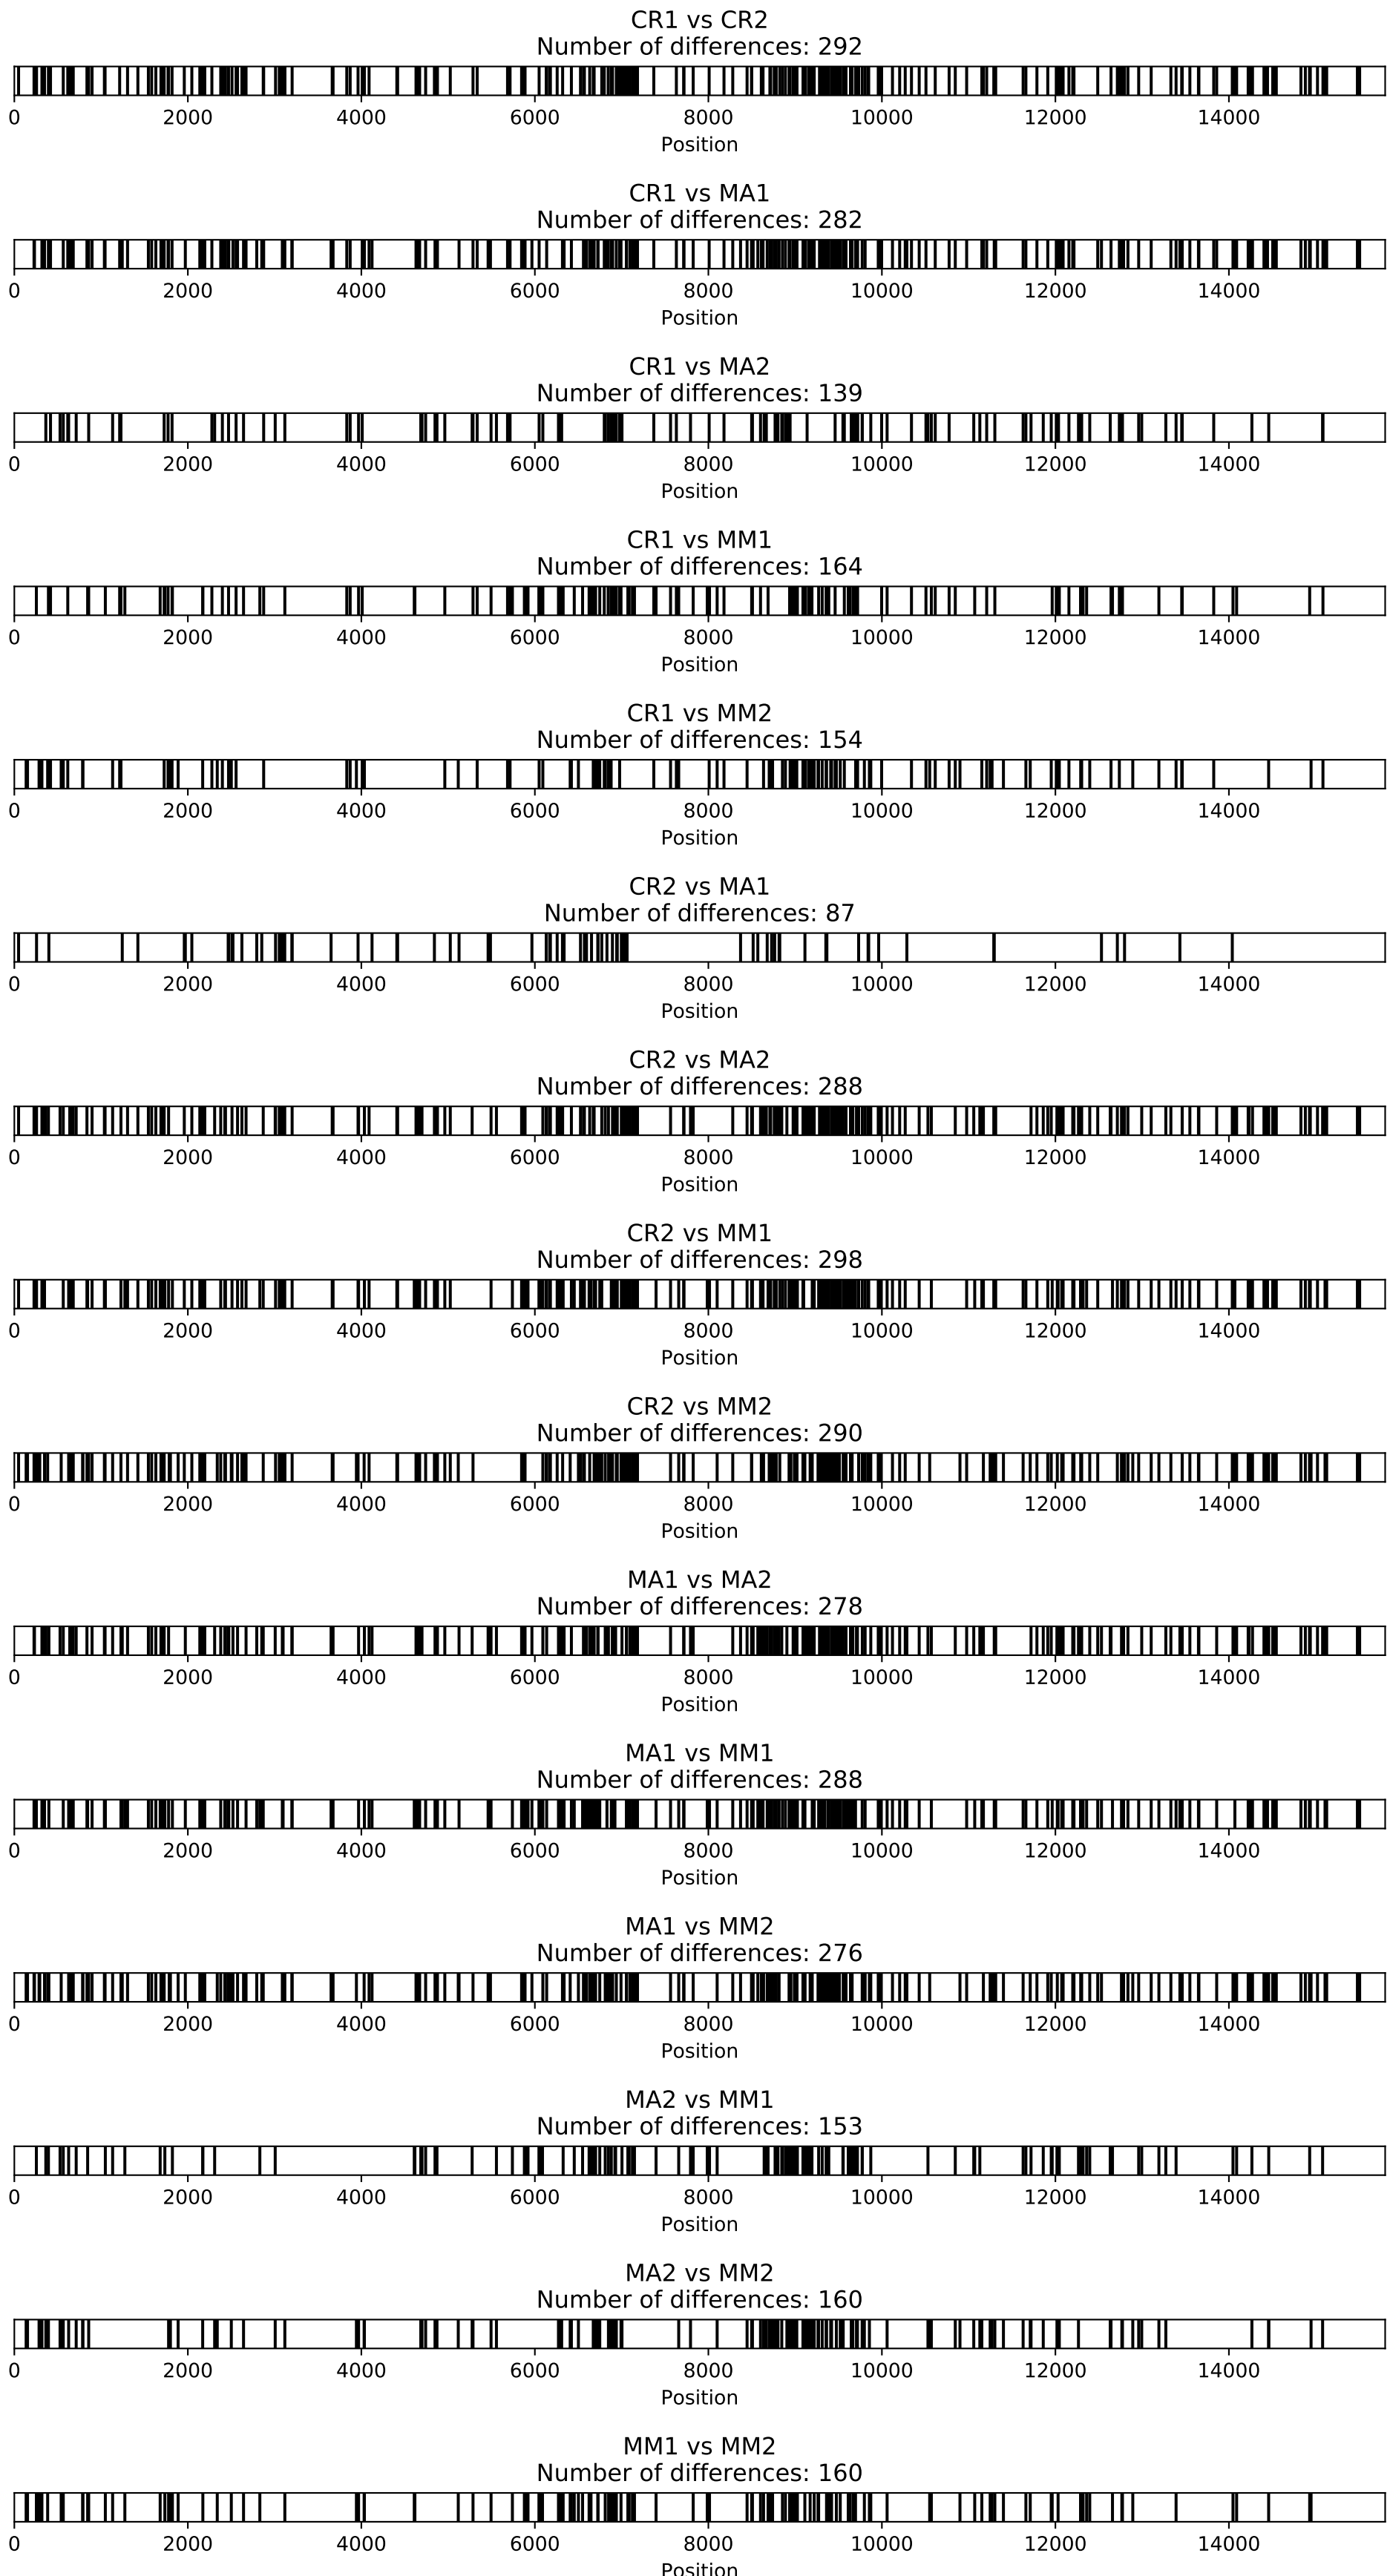 CR1 vs CR2
Number of differences: 292
0 2000 4000 6000 8000 10000 12000 14000
Position
CR1 vs MA1
Number of differences: 282
0 2000 4000 6000 8000 10000 12000 14000
Position
CR1 vs MA2
Number of differences: 139
0 2000 4000 6000 8000 10000 12000 14000
Position
CR1 vs MM1
Number of differences: 164
0 2000 4000 6000 8000 10000 12000 14000
Position
CR1 vs MM2
Number of differences: 154
0 2000 4000 6000 8000 10000 12000 14000
Position
CR2 vs MA1
Number of differences: 87
0 2000 4000 6000 8000 10000 12000 14000
Position
CR2 vs MA2
Number of differences: 288
0 2000 4000 6000 8000 10000 12000 14000
Position
CR2 vs MM1
Number of differences: 298
0 2000 4000 6000 8000 10000 12000 14000
Position
CR2 vs MM2
Number of differences: 290
0 2000 4000 6000 8000 10000 12000 14000
Position
MA1 vs MA2
Number of differences: 278
0 2000 4000 6000 8000 10000 12000 14000
Position
MA1 vs MM1
Number of differences: 288
0 2000 4000 6000 8000 10000 12000 14000
Position
MA1 vs MM2
Number of differences: 276
0 2000 4000 6000 8000 10000 12000 14000
Position
MA2 vs MM1
Number of differences: 153
0 2000 4000 6000 8000 10000 12000 14000
Position
MA2 vs MM2
Number of differences: 160
0 2000 4000 6000 8000 10000 12000 14000
Position
MM1 vs MM2
Number of differences: 160
0 2000 4000 6000 8000 10000 12000 14000
Position